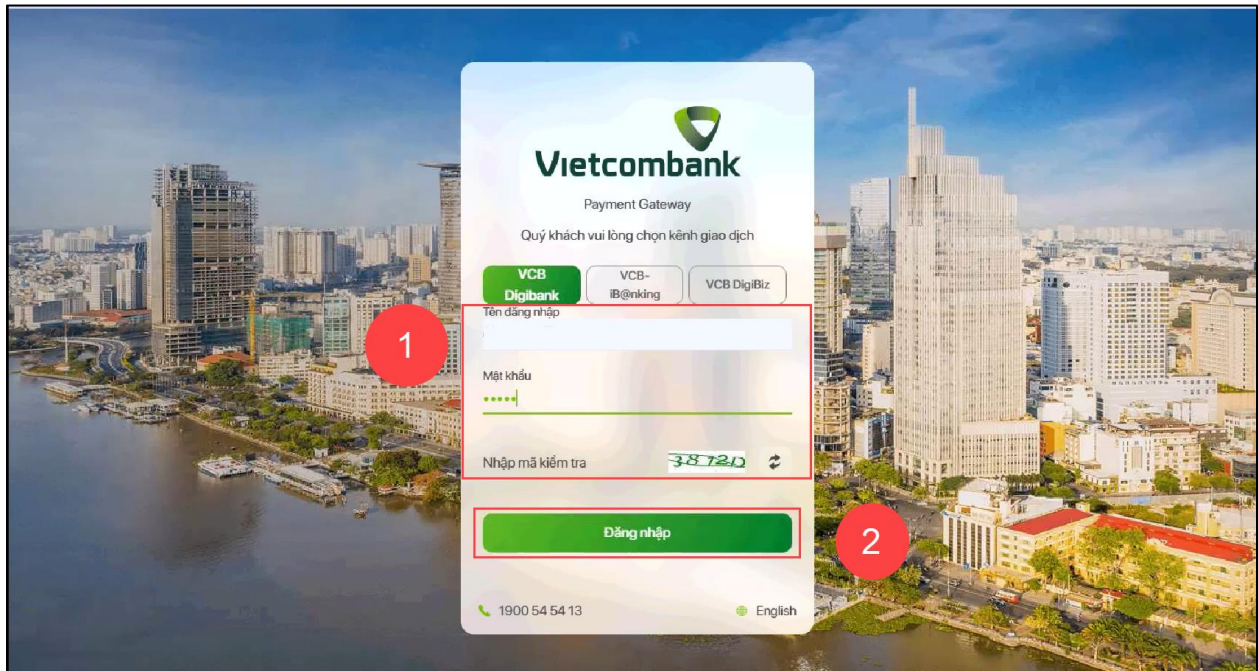 Vietcombank
Payment Gateway
Quý khách vui lòng chọn kênh giao dịch
VCB
Digibank
VCB-
iB@nking
VCB DigiBiz
Tên đăng nhập
1
Mật khẩu
•••••
Nhập mã kiểm tra
Đăng nhập
2
1900 54 54 13
English